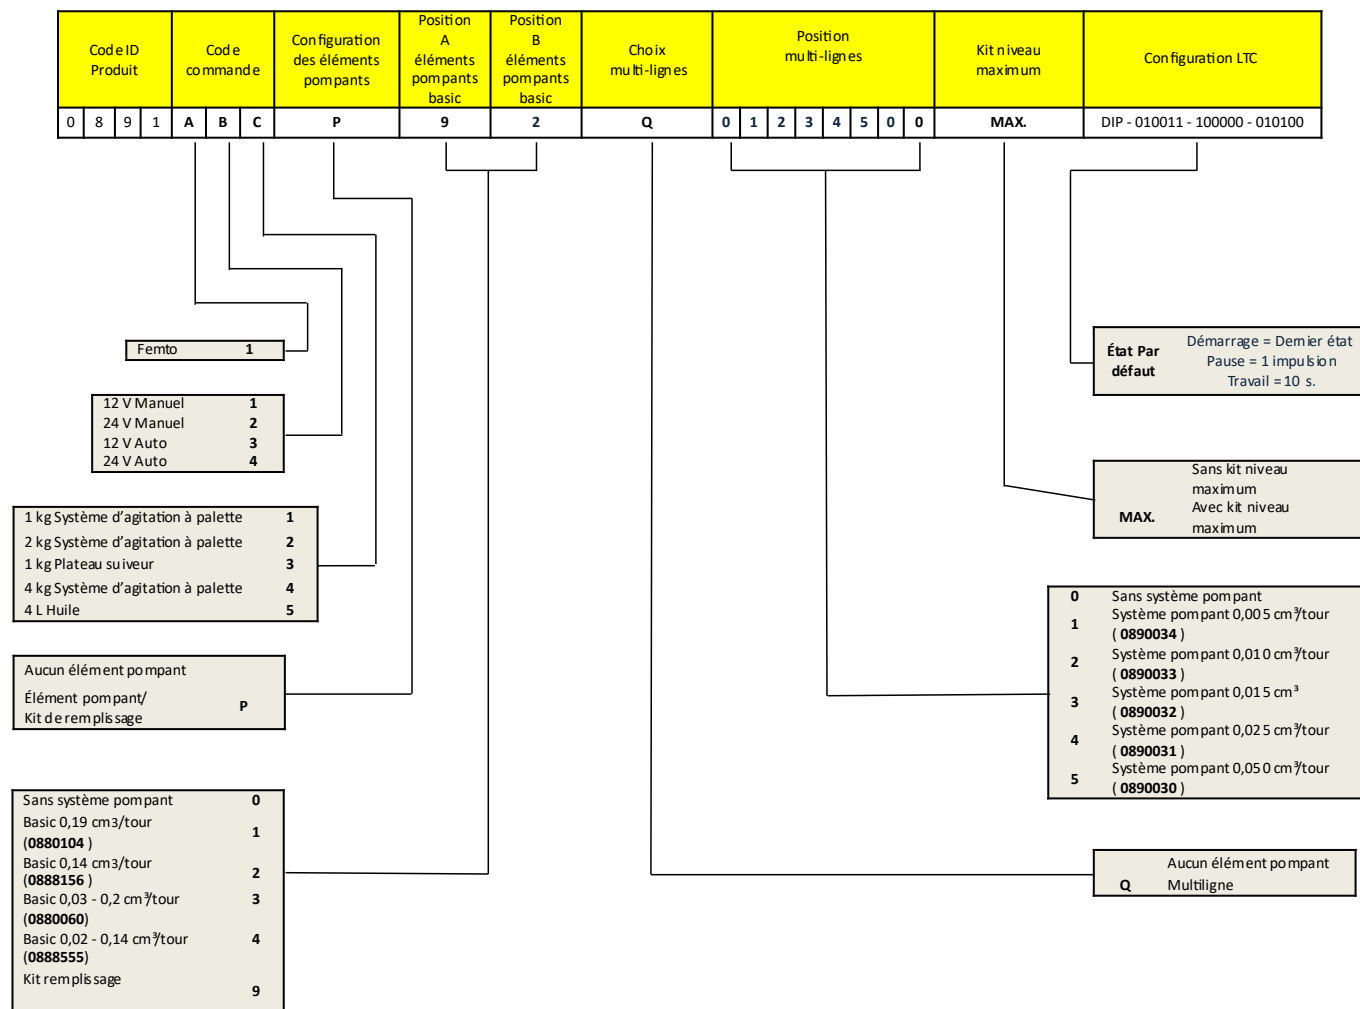 Code ID
Produit
Code
commande
Configuration
des éléments
pompants
Position
A
éléments
pompants
basic
Position
B
éléments
pompants
basic
Choix
multi-lignes
Position
multi-lignes
Kit niveau
maximum
Configuration LTC
0 8 9 1 A B C P 9 2 Q 0 1 2 3 4 5 0 0 MAX. DIP - 010011 - 100000 - 010100
Femto 1
12 V Manuel 1
24 V Manuel 2
12 V Auto 3
24 V Auto 4
1 kg Système d'agitation à palette 1
2 kg Système d'agitation à palette 2
1 kg Plateau suiveur 3
4 kg Système d'agitation à palette 4
4 L Huile 5
Aucun élément pompant
Élément pompant/
Kit de remplissage
P
Sans système pompant 0
Basic 0,19 cm3/tour
(0880104 )
1
Basic 0,14 cm3/tour
(0888156 )
2
Basic 0,03 - 0,2 cm³/tour
(0880060)
3
Basic 0,02 - 0,14 cm³/tour
(0888555)
4
Kit remplissage
9
État Par
défaut
Démarrage = Dernier état
Pause = 1 impulsion
Travail = 10 s.
Sans kit niveau
maximum
MAX.
Avec kit niveau
maximum
0 Sans système pompant
1 Système pompant 0,005 cm³/tour
( 0890034 )
2 Système pompant 0,010 cm³/tour
( 0890033 )
3 Système pompant 0,015 cm³
( 0890032 )
4 Système pompant 0,025 cm³/tour
( 0890031 )
5 Système pompant 0,050 cm³/tour
( 0890030 )
Aucun élément pompant
Q Multiligne